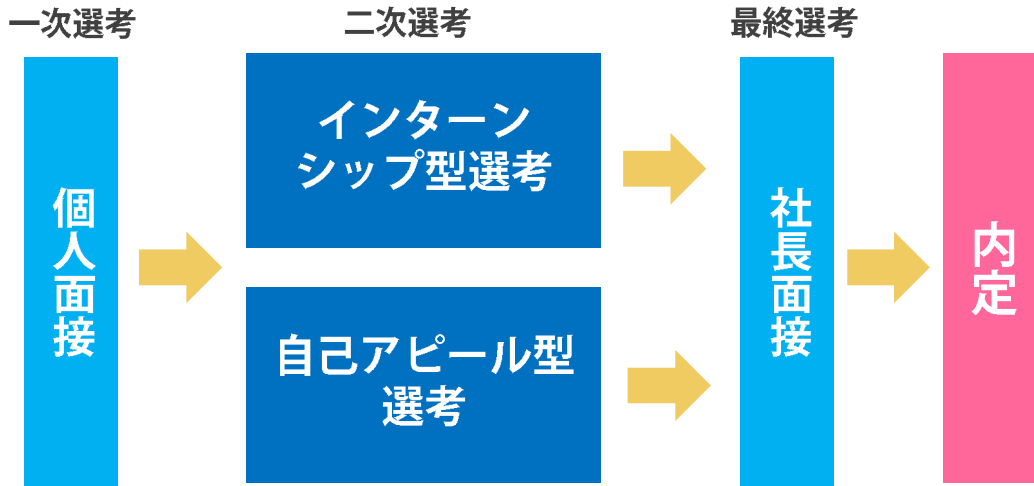 一次選考
二次選考
最終選考
個人面接
インターン
シップ型選考
自己アピール型
選考
社長面接
内定